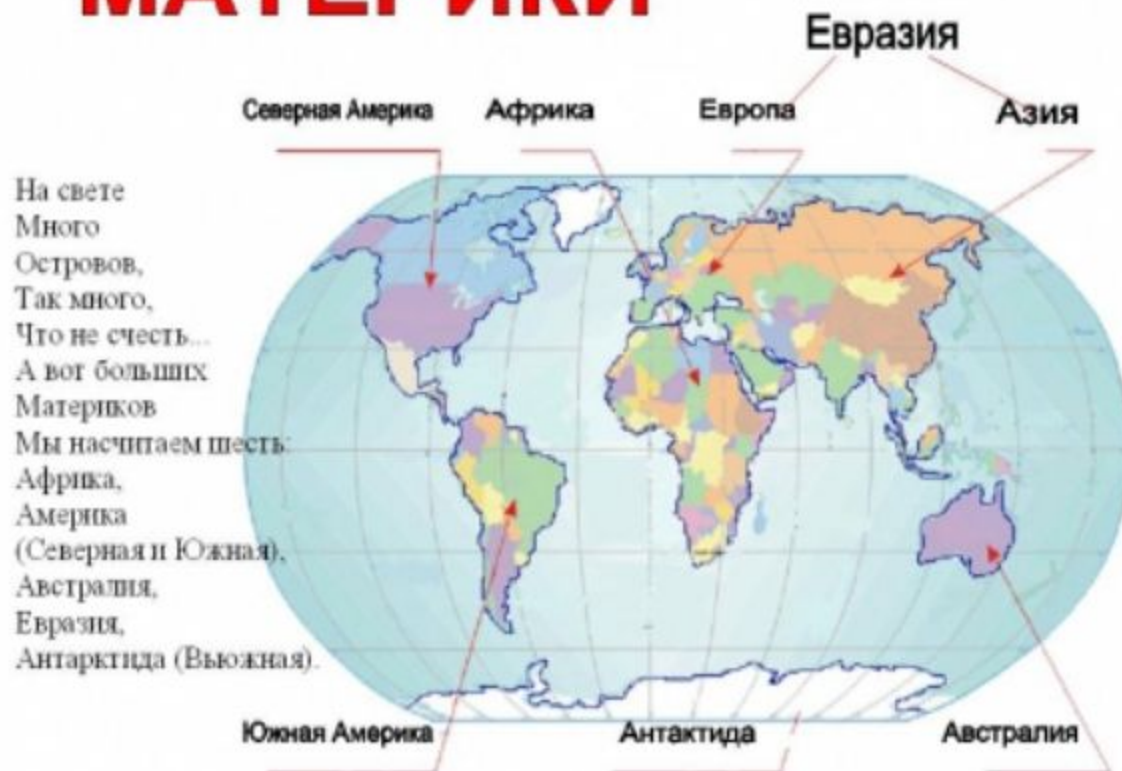 МАТЕРИКИ
Евразия
Северная Америка
Африка
Европа
Азия
На свете
Много
Островов,
Так много,
Что не счесть...
А вот больших
Материков
Мы насчитаем шесть:
Африка,
Америка
(Северная и Южная),
Австралия,
Евразия,
Антарктида (Вьюжная).
Южная Америка
Антактида
Австралия